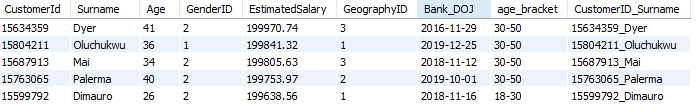 CustomerId Surname Age GenderID EstimatedSalary GeographyID Bank_DOJ age_bracket CustomerID_Surname
15634359 Dyer 41 2 199970.74 3 2016-11-29 30-50 15634359_Dyer
15804211 Oluchukwu 36 1 199841.32 1 2019-12-25 30-50 15804211_Oluchukwu
15687913 Mai 34 2 199805.63 3 2018-11-12 30-50 15687913_Mai
15763065 Palerma 40 2 199753.97 2 2019-10-01 30-50 15763065_Palerma
15599792 Dimauro 26 2 199638.56 1 2018-11-16 18-30 15599792_Dimauro